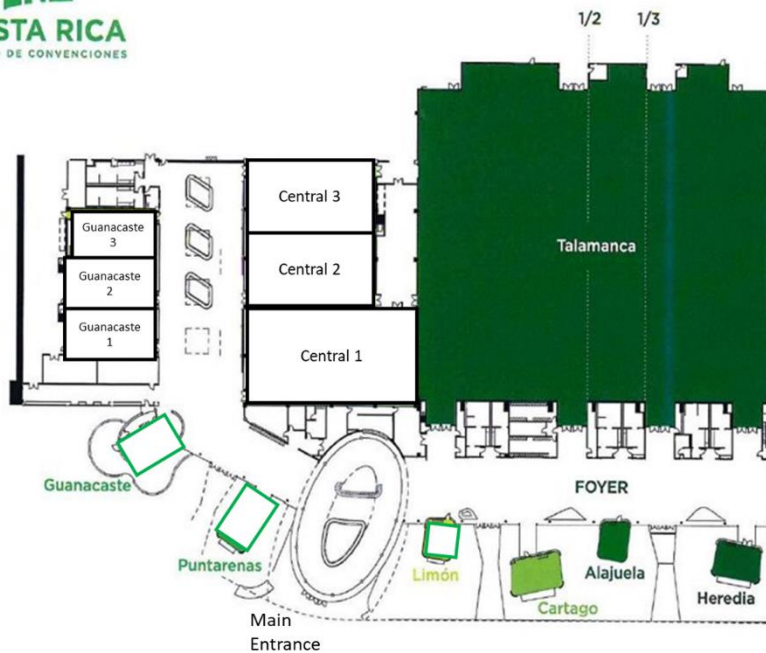 STA RICA
DE CONVENCIONES
1/2
1/3
Central 3
Guanacaste
3
Central 2
Talamanca
Guanacaste
2
Guanacaste
1
Central 1
Guanacaste
FOYER
Puntarenas
Limón
Alajuela
Cartago
Heredia
Main
Entrance